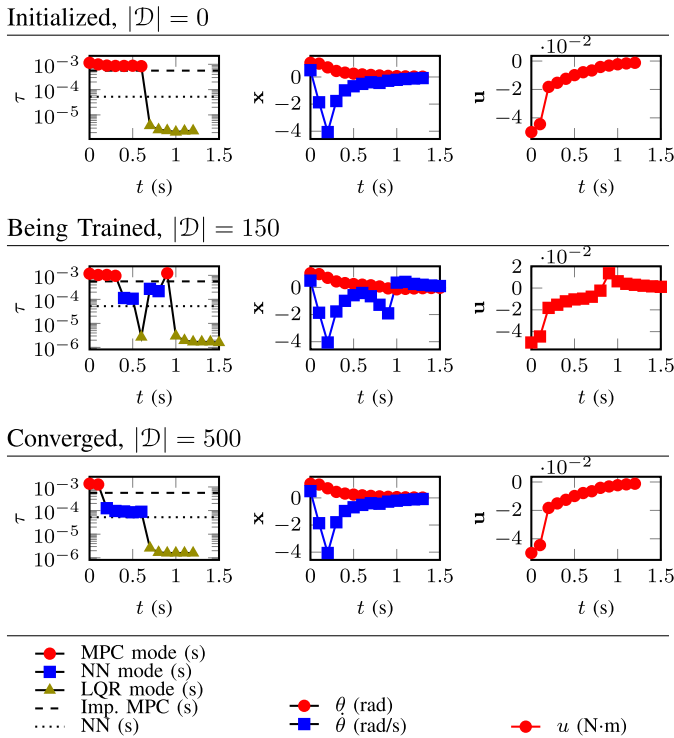 Initialized, |𝒟| = 0
·10⁻²
10⁻³
10⁻⁵
τ
0 0.5 1 1.5
t (s)
0
−2
−4
x
0 0.5 1 1.5
t (s)
0
−2
−4
u
0 0.5 1 1.5
t (s)
Being Trained, |𝒟| = 150
·10⁻²
10⁻³
10⁻⁴
10⁻⁵
10⁻⁶
τ
0 0.5 1 1.5
t (s)
0
−2
−4
x
0 0.5 1 1.5
t (s)
2
0
−2
−4
u
0 0.5 1 1.5
t (s)
Converged, |𝒟| = 500
·10⁻²
10⁻³
10⁻⁴
10⁻⁵
10⁻⁶
τ
0 0.5 1 1.5
t (s)
0
−2
−4
x
0 0.5 1 1.5
t (s)
0
−2
−4
u
0 0.5 1 1.5
t (s)
MPC mode (s)
NN mode (s)
LQR mode (s)
Imp. MPC (s)
NN (s)
θ (rad)
θ̇ (rad/s)
u (N·m)